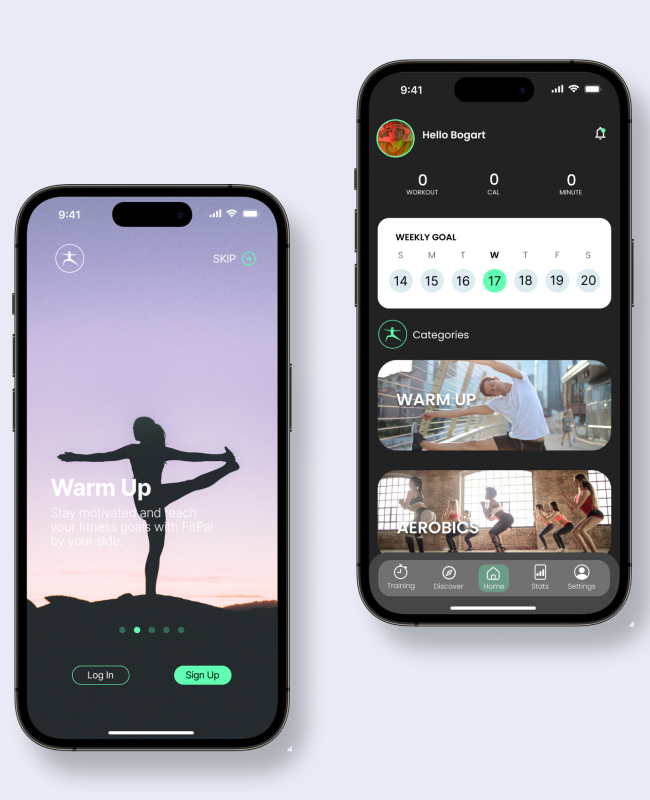 9:41
SKIP
Warm Up
Stay motivated and reach
your fitness goals with FitPal
by your side.
Log In
Sign Up
9:41
Hello Bogart
0 0 0
WORKOUT CAL MINUTE
WEEKLY GOAL
S M T W T F S
14 15 16 17 18 19 20
Categories
WARM UP
AEROBICS
Training Discover Home Stats Settings